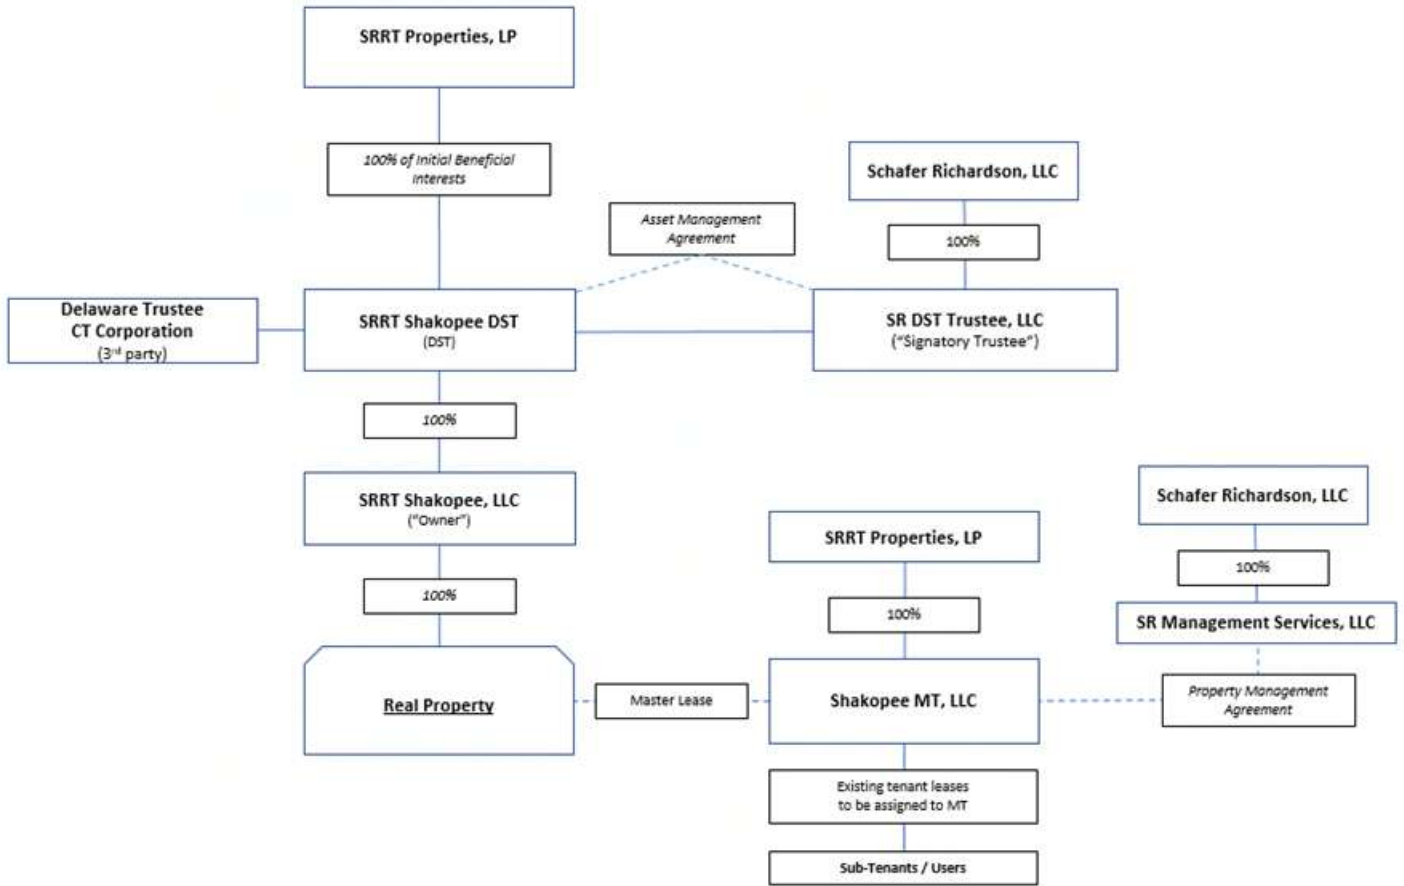 SRRT Properties, LP
100% of Initial Beneficial
Interests
Schafer Richardson, LLC
Asset Management
Agreement
100%
Delaware Trustee
CT Corporation
(3rd party)
SRRT Shakopee DST
(DST)
SR DST Trustee, LLC
("Signatory Trustee")
100%
SRRT Shakopee, LLC
("Owner")
Schafer Richardson, LLC
SRRT Properties, LP
100%
100%
100%
SR Management Services, LLC
Real Property
Master Lease
Shakopee MT, LLC
Property Management
Agreement
Existing tenant leases
to be assigned to MT
Sub-Tenants / Users